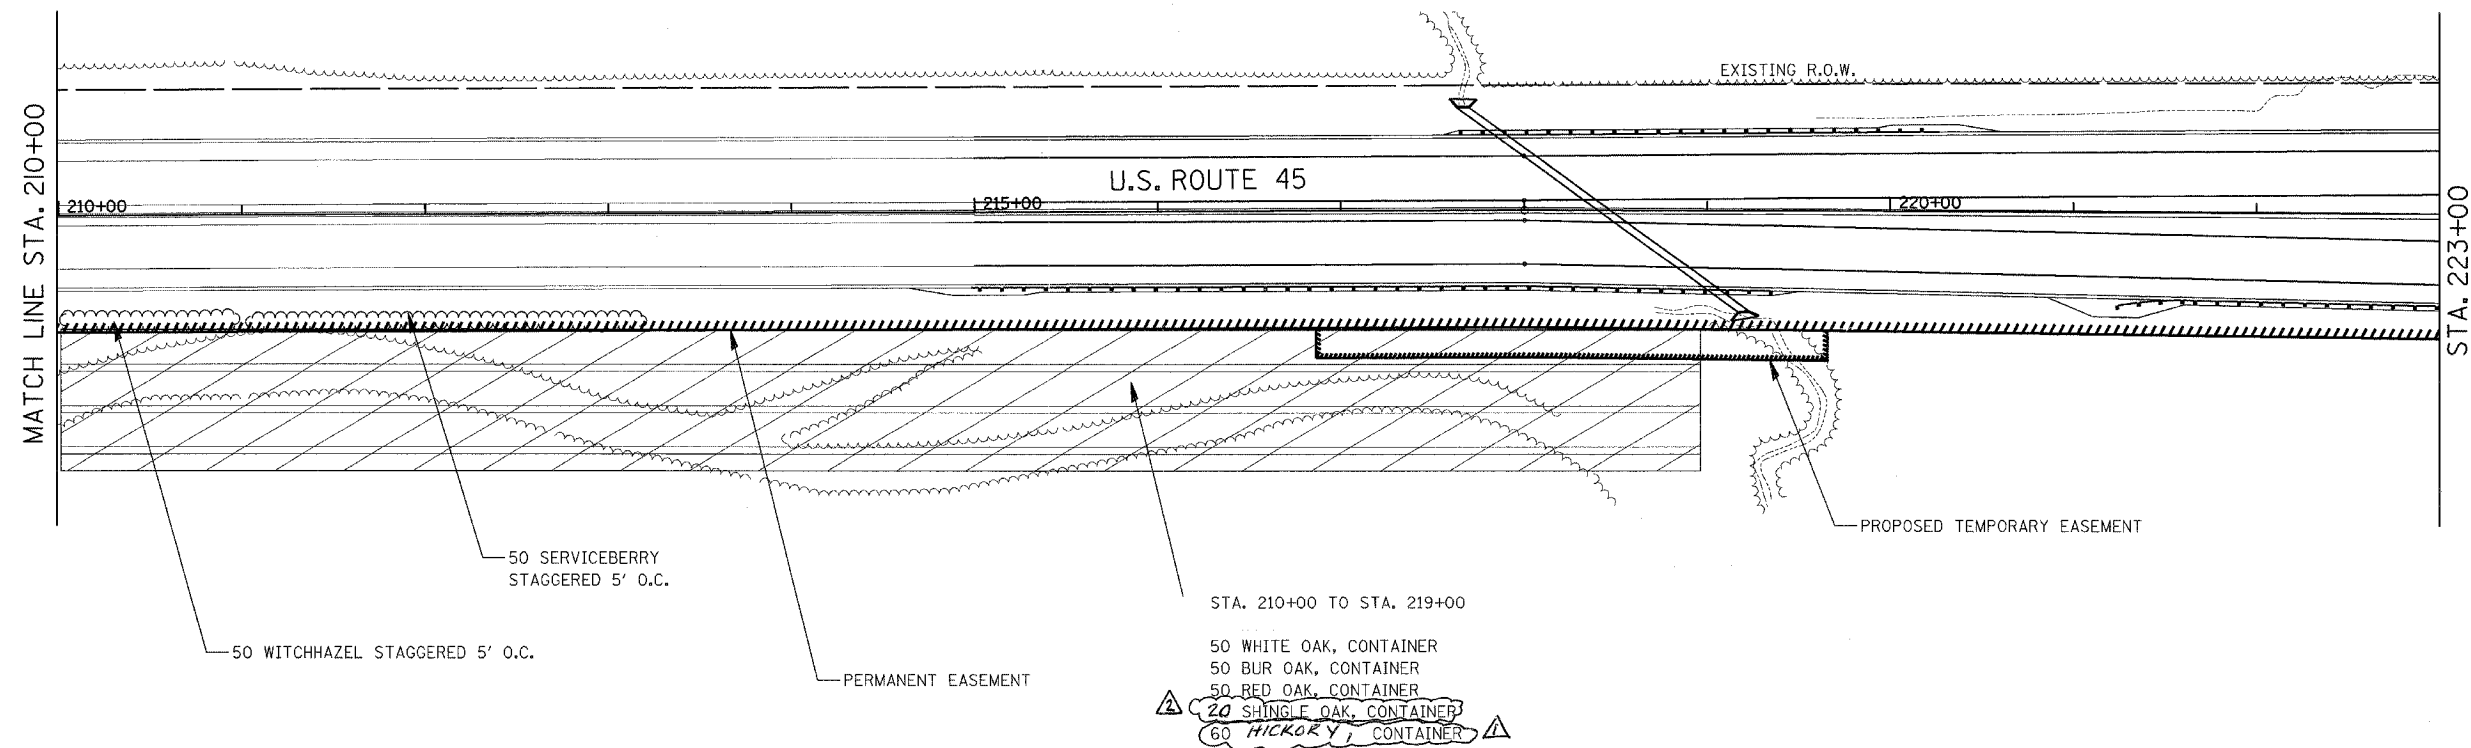 EXISTING R.O.W.
MATCH LINE STA. 210+00
U.S. ROUTE 45
210+00
215+00
220+00
STA. 223+00
PROPOSED TEMPORARY EASEMENT
50 SERVICEBERRY
STAGGERED 5' O.C.
50 WITCHHAZEL STAGGERED 5' O.C.
PERMANENT EASEMENT
STA. 210+00 TO STA. 219+00
50 WHITE OAK, CONTAINER
50 BUR OAK, CONTAINER
50 RED OAK, CONTAINER
2 20 SHINGLE OAK, CONTAINER
60 HICKORY, CONTAINER 1